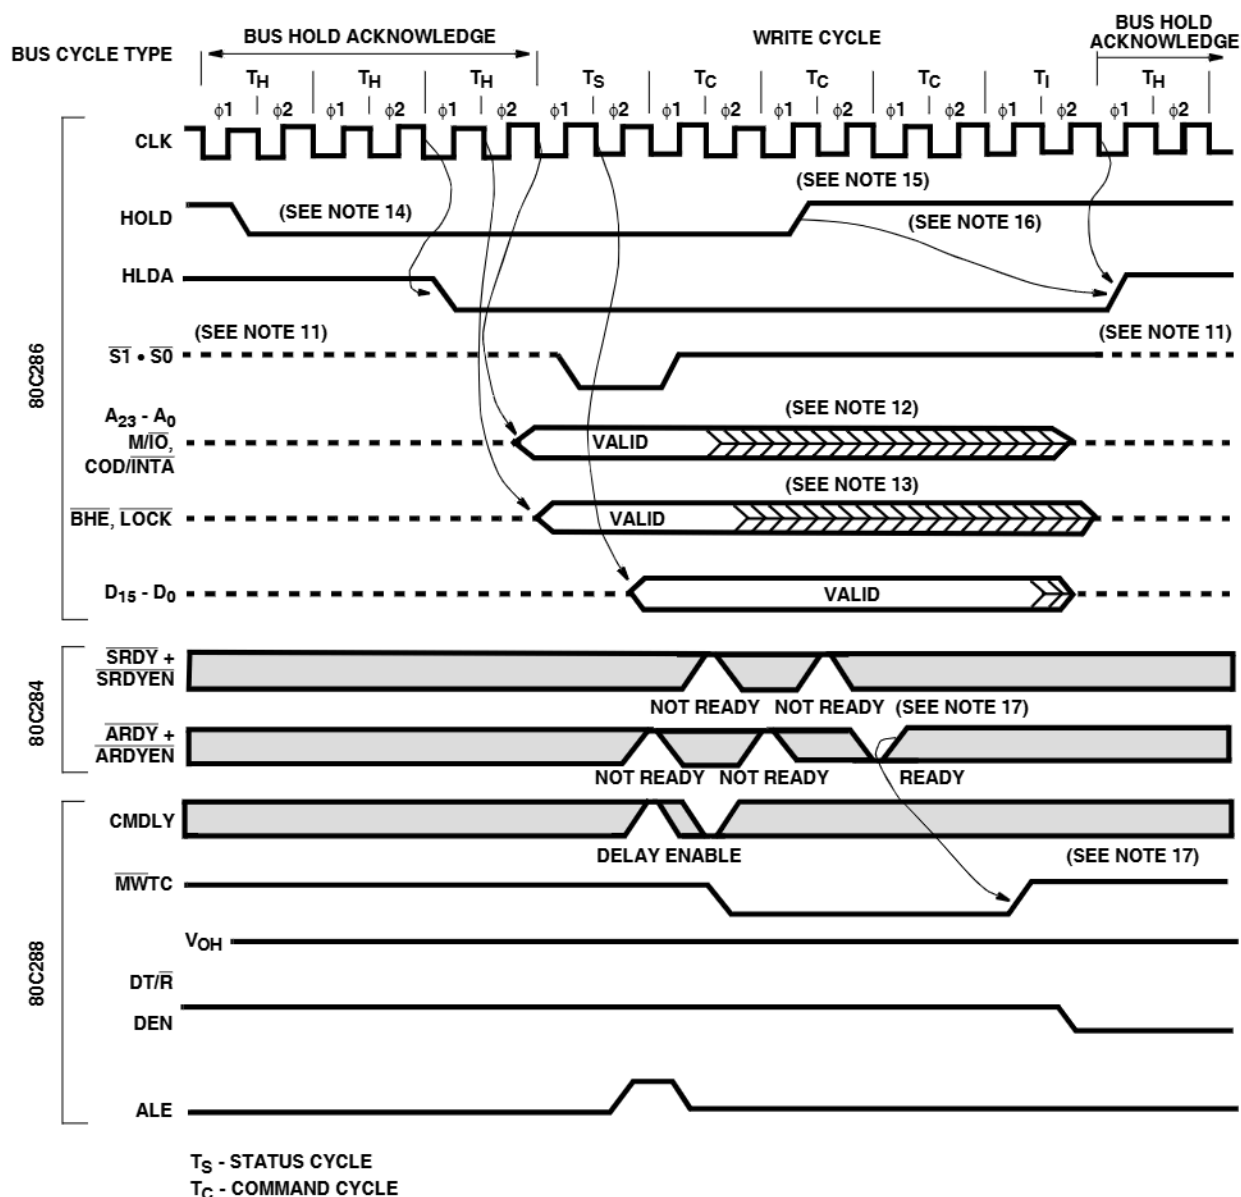 BUS CYCLE TYPE
BUS HOLD ACKNOWLEDGE
WRITE CYCLE
BUS HOLD
ACKNOWLEDGE
TH TH TH TS TC TC TC TI TH
ϕ1 ϕ2 ϕ1 ϕ2 ϕ1 ϕ2 ϕ1 ϕ2 ϕ1 ϕ2 ϕ1 ϕ2 ϕ1 ϕ2 ϕ1 ϕ2 ϕ1 ϕ2
80C286
CLK
(SEE NOTE 15)
HOLD
(SEE NOTE 14)
(SEE NOTE 16)
HLDA
(SEE NOTE 11)
(SEE NOTE 11)
S1 • S0
A23 - A0
M/IO,
COD/INTA
(SEE NOTE 12)
VALID
(SEE NOTE 13)
BHE, LOCK
VALID
D15 - D0
VALID
80C284
SRDY +
SRDYEN
NOT READY NOT READY (SEE NOTE 17)
ARDY +
ARDYEN
NOT READY NOT READY READY
80C288
CMDLY
DELAY ENABLE
(SEE NOTE 17)
MWTC
VOH
DT/R
DEN
ALE
TS - STATUS CYCLE
TC - COMMAND CYCLE